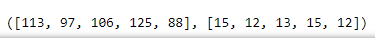 ([113, 97, 106, 125, 88], [15, 12, 13, 15, 12])